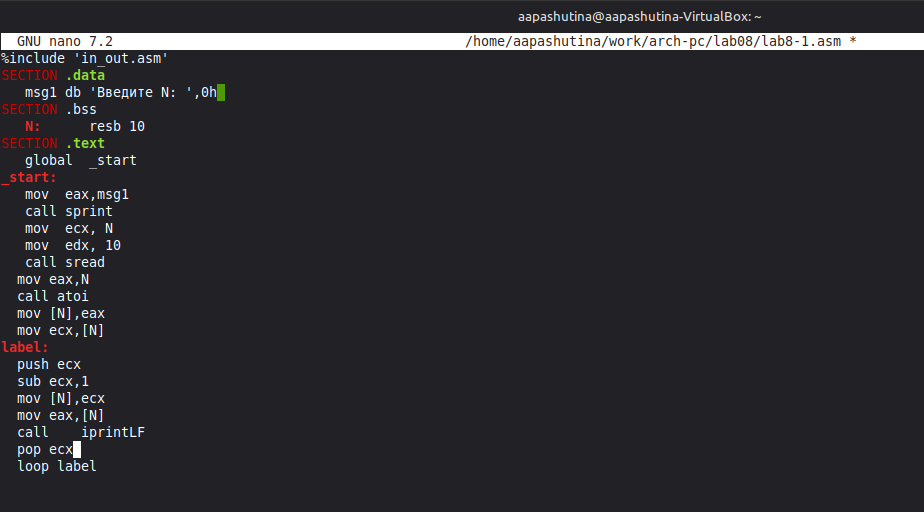 aapashutina@aapashutina-VirtualBox: ~
GNU nano 7.2 /home/aapashutina/work/arch-pc/lab08/lab8-1.asm *
%include 'in_out.asm'
SECTION .data
msg1 db 'Введите N: ',0h
SECTION .bss
N: resb 10
SECTION .text
global _start
_start:
mov eax,msg1
call sprint
mov ecx, N
mov edx, 10
call sread
mov eax,N
call atoi
mov [N],eax
mov ecx,[N]
label:
push ecx
sub ecx,1
mov [N],ecx
mov eax,[N]
call iprintLF
pop ecx
loop label